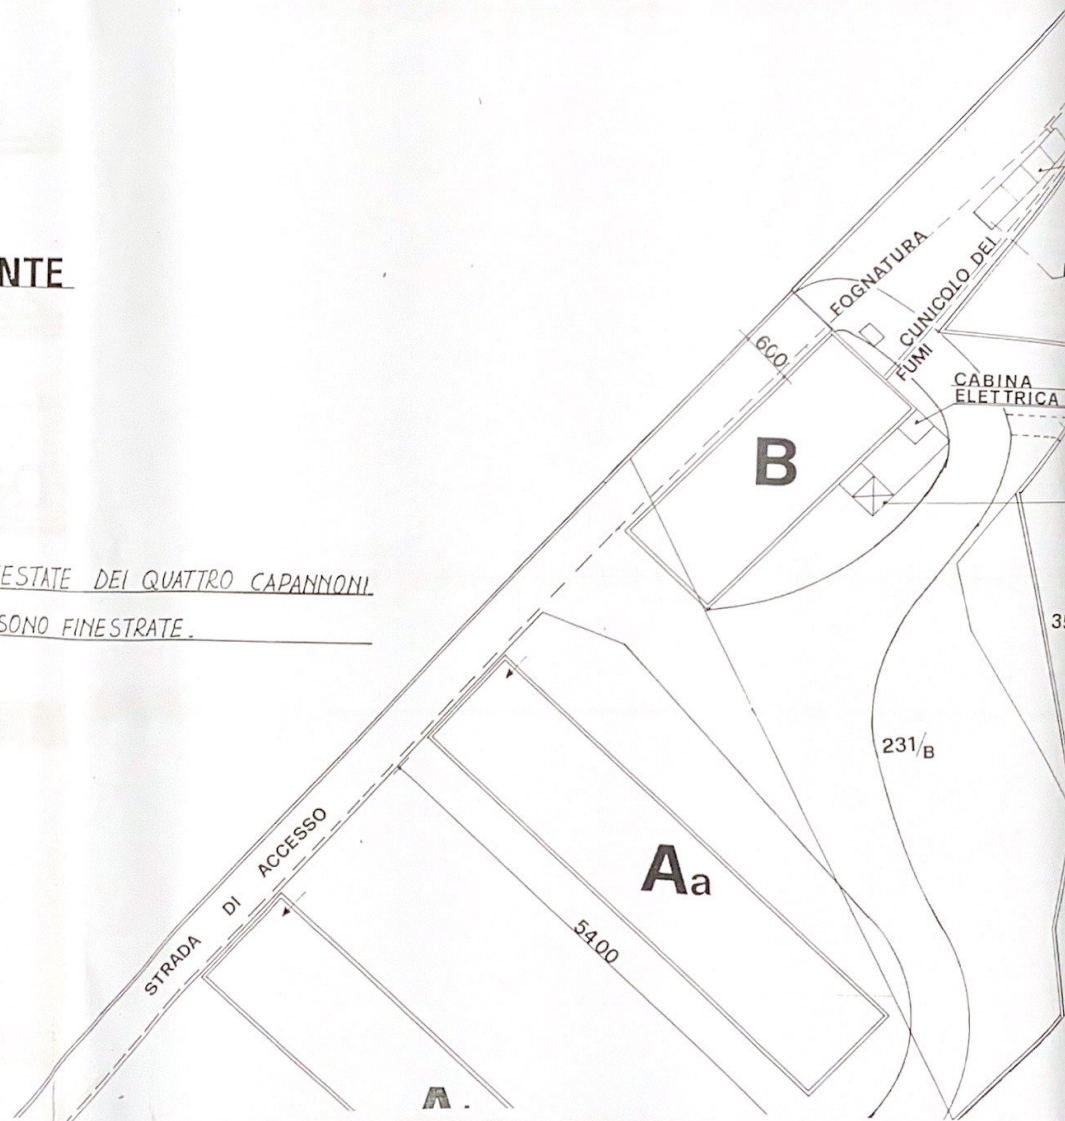 NTE
ESTATE DEI QUATTRO CAPANNONI
SONO FINESTRATE.
FOGNATURA
CUNICOLO DEI
FUMI
600
CABINA
ELETTRICA
B
231/B
STRADA DI ACCESSO
Aa
5400
A